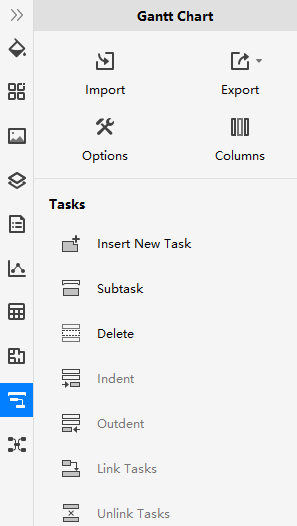 Gantt Chart
Import Export
Options Columns
Tasks
Insert New Task
Subtask
Delete
Indent
Outdent
Link Tasks
Unlink Tasks